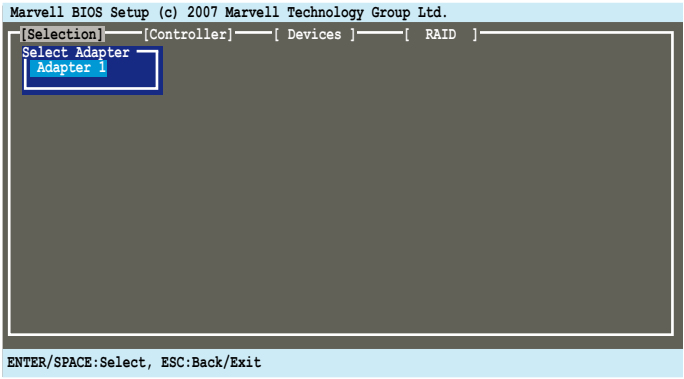 Marvell BIOS Setup (c) 2007 Marvell Technology Group Ltd.
[Selection] [Controller] [ Devices ] [ RAID ]
Select Adapter
Adapter 1
ENTER/SPACE:Select, ESC:Back/Exit